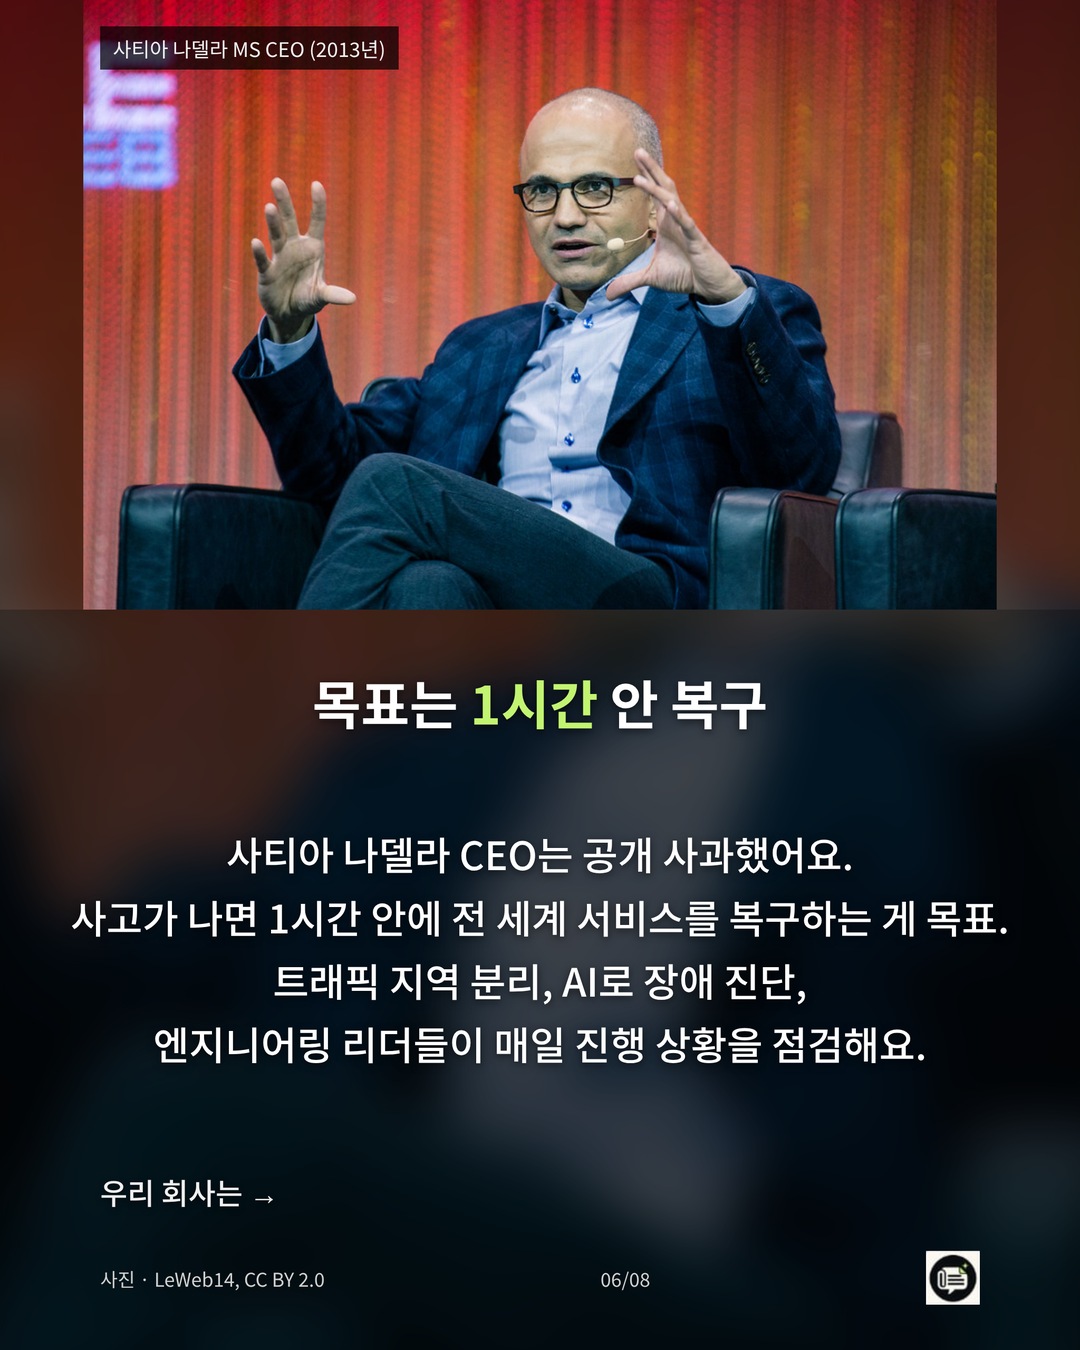 사티아 나델라 MS CEO (2013년)
목표는 1시간 안 복구
사티아 나델라 CEO는 공개 사과했어요.
사고가 나면 1시간 안에 전 세계 서비스를 복구하는 게 목표.
트래픽 지역 분리, AI로 장애 진단,
엔지니어링 리더들이 매일 진행 상황을 점검해요.
우리 회사는 →
사진 · LeWeb14, CC BY 2.0
06/08